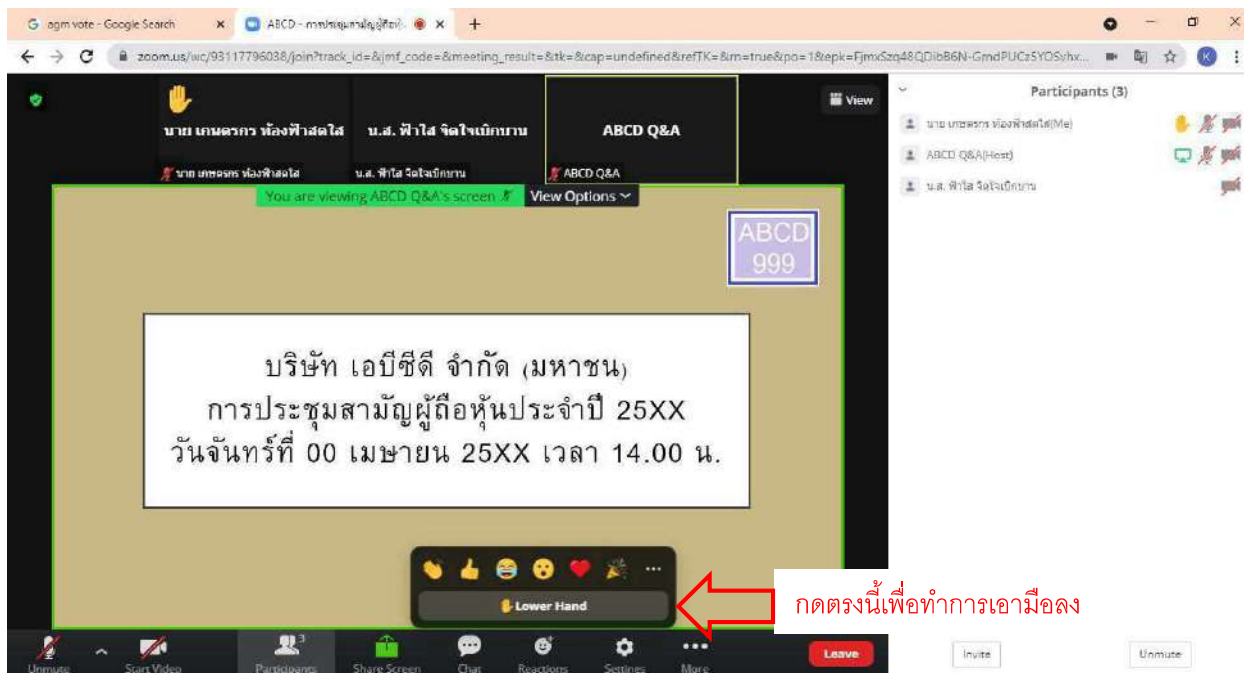 agm vote - Google Search
ABCD - การประชุมสามัญผู้ถือหุ้
zoom.us/wc/93117796038/join?track_id=&jmf_code=&meeting_result=&tk=&cap=undefined&refTK=&rn=true&po=1&epk=
Participants (3)
View
นาย เกษตรกร ท้องฟ้าสดใส
น.ส. ฟ้าใส จิตใจเบิกบาน
ABCD Q&A
นาย เกษตรกร ท้องฟ้าสดใส
น.ส. ฟ้าใส จิตใจเบิกบาน
ABCD Q&A
นาย เกษตรกร ท้องฟ้าสดใส(Me)
ABCD Q&A(Host)
น.ส. ฟ้าใส จิตใจเบิกบาน
You are viewing ABCD Q&A's screen
View Options
ABCD
999
บริษัท เอบีซีดี จำกัด (มหาชน)
การประชุมสามัญผู้ถือหุ้นประจำปี 25XX
วันจันทร์ที่ 00 เมษายน 25XX เวลา 14.00 น.
Lower Hand
กดตรงนี้เพื่อทำการเอามือลง
Unmute
Start Video
3
Participants
Share Screen
Chat
Reactions
Settings
More
Leave
Invite
Unmute
K